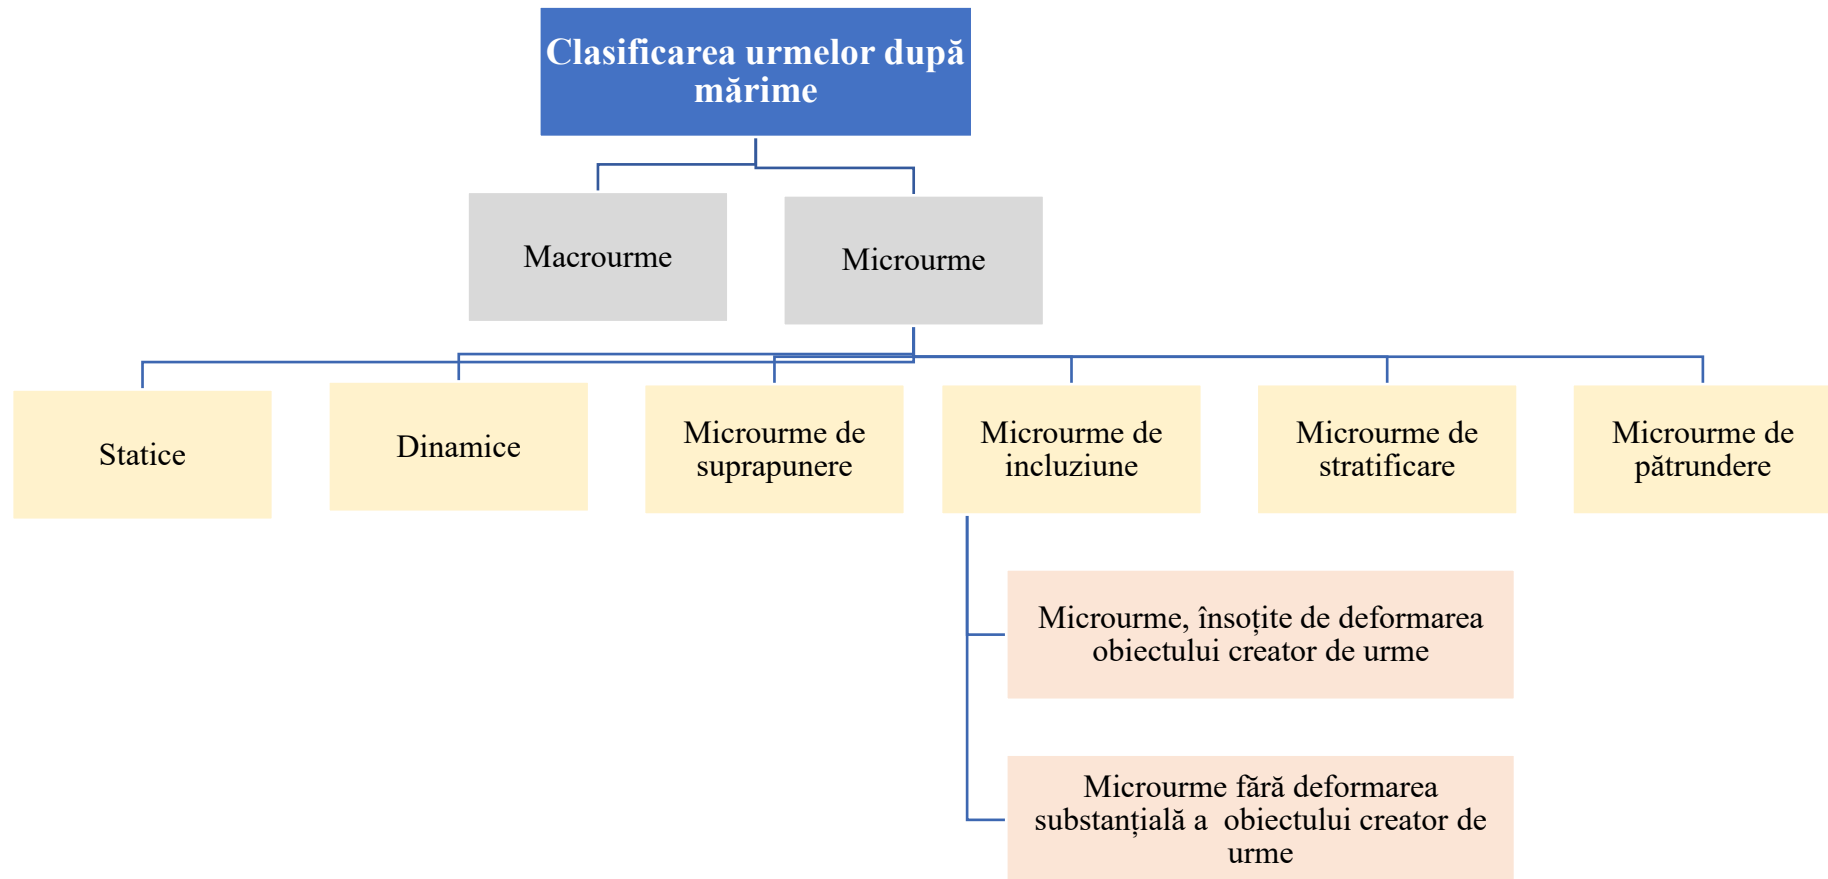 Clasificarea urmelor după
mărime
Macrourme
Microurme
Statice
Dinamice
Microurme de
suprapunere
Microurme de
incluziune
Microurme de
stratificare
Microurme de
pătrundere
Microurme, însoțite de deformarea
obiectului creator de urme
Microurme fără deformarea
substanțială a  obiectului creator de
urme